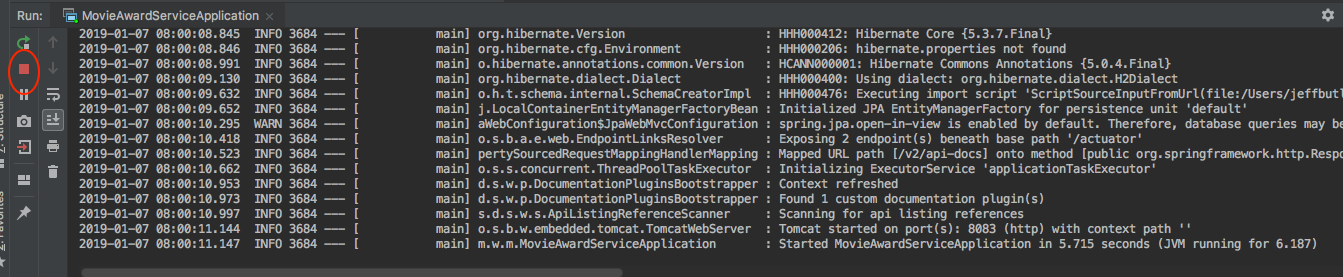 Run: MovieAwardServiceApplication ×
2019-01-07 08:00:08.845 INFO 3684 --- [ main] org.hibernate.Version : HHH000412: Hibernate Core {5.3.7.Final}
2019-01-07 08:00:08.846 INFO 3684 --- [ main] org.hibernate.cfg.Environment : HHH000206: hibernate.properties not found
2019-01-07 08:00:08.991 INFO 3684 --- [ main] o.hibernate.annotations.common.Version : HCANN000001: Hibernate Commons Annotations {5.0.4.Final}
2019-01-07 08:00:09.130 INFO 3684 --- [ main] org.hibernate.dialect.Dialect : HHH000400: Using dialect: org.hibernate.dialect.H2Dialect
2019-01-07 08:00:09.632 INFO 3684 --- [ main] o.h.t.schema.internal.SchemaCreatorImpl : HHH000476: Executing import script 'ScriptSourceInputFromUrl(file:/Users/jeffbutl
2019-01-07 08:00:09.652 INFO 3684 --- [ main] j.LocalContainerEntityManagerFactoryBean : Initialized JPA EntityManagerFactory for persistence unit 'default'
2019-01-07 08:00:10.295 WARN 3684 --- [ main] aWebConfiguration$JpaWebMvcConfiguration : spring.jpa.open-in-view is enabled by default. Therefore, database queries may be
2019-01-07 08:00:10.418 INFO 3684 --- [ main] o.s.b.a.e.web.EndpointLinksResolver : Exposing 2 endpoint(s) beneath base path '/actuator'
2019-01-07 08:00:10.523 INFO 3684 --- [ main] pertySourcedRequestMappingHandlerMapping : Mapped URL path [/v2/api-docs] onto method [public org.springframework.http.Respo
2019-01-07 08:00:10.662 INFO 3684 --- [ main] o.s.s.concurrent.ThreadPoolTaskExecutor : Initializing ExecutorService 'applicationTaskExecutor'
2019-01-07 08:00:10.953 INFO 3684 --- [ main] d.s.w.p.DocumentationPluginsBootstrapper : Context refreshed
2019-01-07 08:00:10.973 INFO 3684 --- [ main] d.s.w.p.DocumentationPluginsBootstrapper : Found 1 custom documentation plugin(s)
2019-01-07 08:00:10.997 INFO 3684 --- [ main] s.d.s.w.s.ApiListingReferenceScanner : Scanning for api listing references
2019-01-07 08:00:11.144 INFO 3684 --- [ main] o.s.b.w.embedded.tomcat.TomcatWebServer : Tomcat started on port(s): 8083 (http) with context path ''
2019-01-07 08:00:11.147 INFO 3684 --- [ main] m.w.m.MovieAwardServiceApplication : Started MovieAwardServiceApplication in 5.715 seconds (JVM running for 6.187)
Z: Structure
2: Favorites